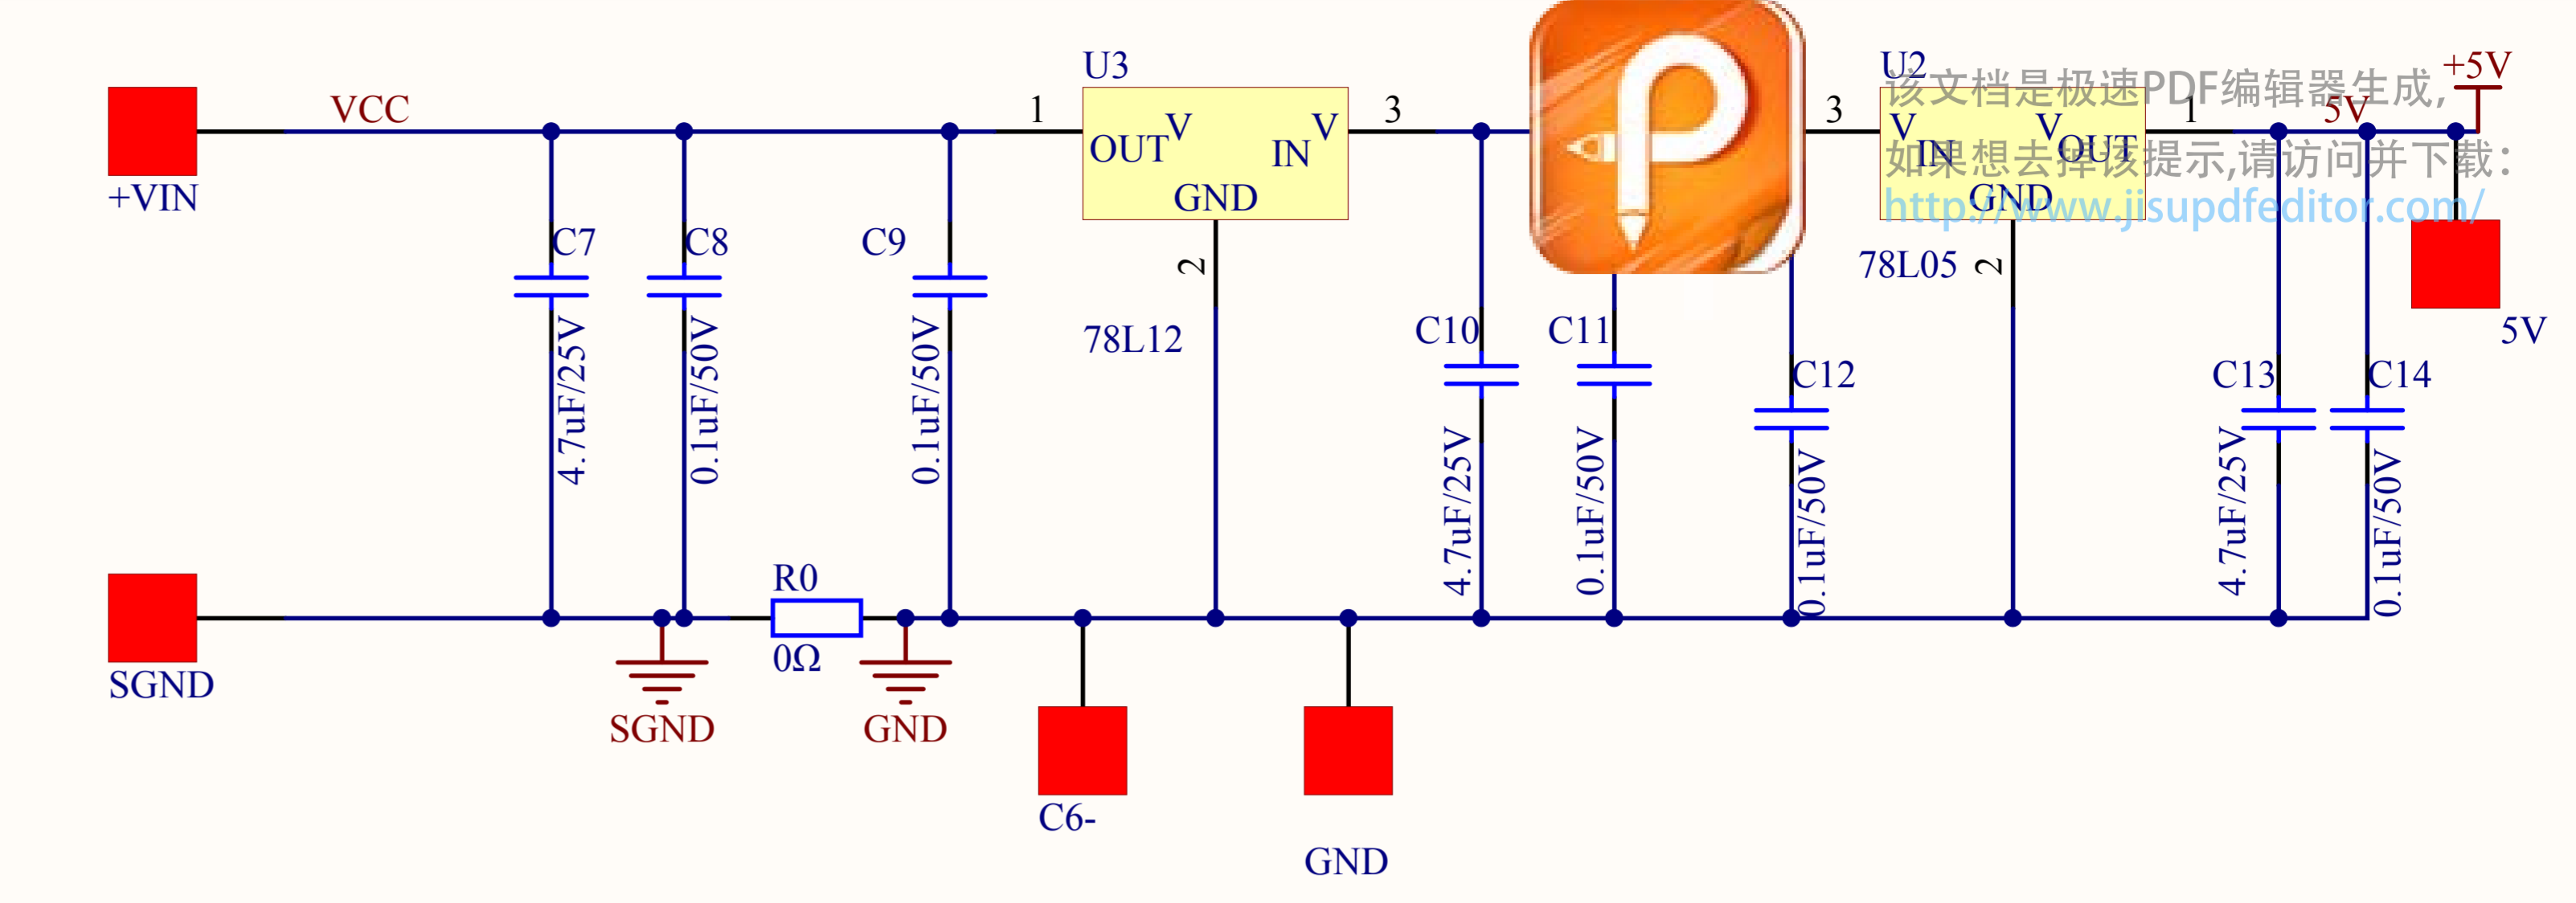 U3
U2
+5V
该文档是极速PDF编辑器生成,
VCC
1
3
3
1
5V
V
OUT
V
IN
V
IN
V
OUT
如果想去掉该提示,请访问并下载:
+VIN
GND
GND
http://www.jisupdfeditor.com/
C7
C8
C9
2
78L05
2
78L12
C10
C11
5V
C12
C13
C14
4.7uF/25V
0.1uF/50V
0.1uF/50V
4.7uF/25V
0.1uF/50V
0.1uF/50V
4.7uF/25V
0.1uF/50V
R0
0Ω
SGND
SGND
GND
C6-
GND